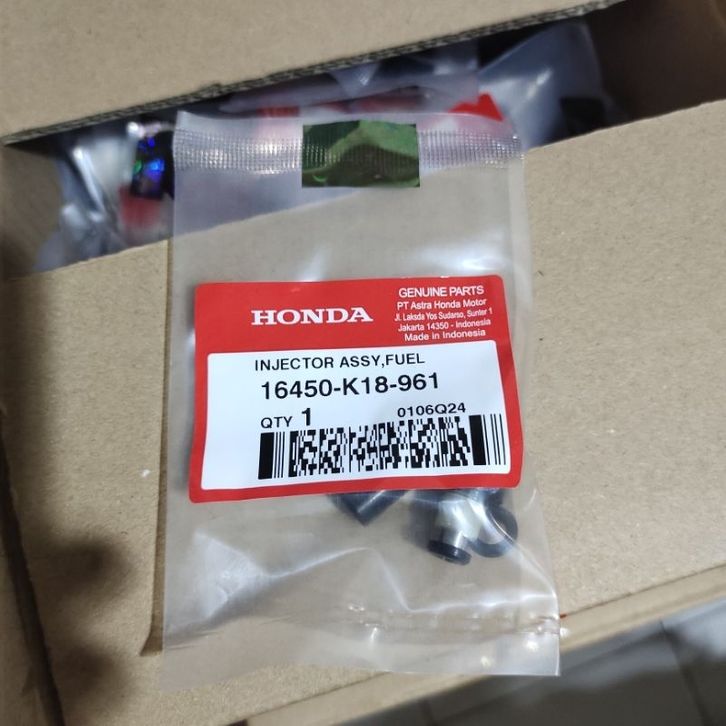 HONDA
GENUINE PARTS
PT Astra Honda Motor
Jl. Laksda Yos Sudarso, Sunter 1
Jakarta 14350 - Indonesia
Made in Indonesia
INJECTOR ASSY,FUEL
16450-K18-961
QTY 1 0106Q24